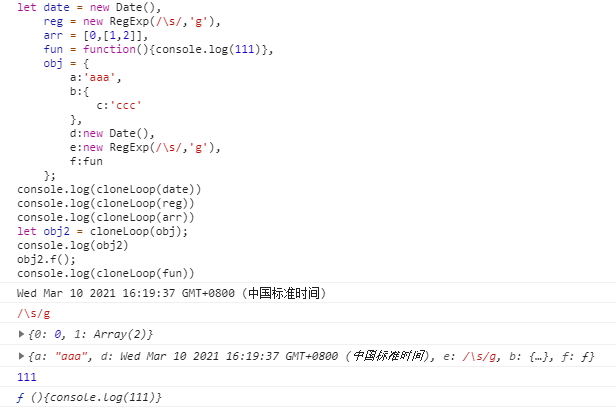 let date = new Date(),
    reg = new RegExp(/\s/,'g'),
    arr = [0,[1,2]],
    fun = function(){console.log(111)},
    obj = {
        a:'aaa',
        b:{
            c:'ccc'
        },
        d:new Date(),
        e:new RegExp(/\s/,'g'),
        f:fun
    };
console.log(cloneLoop(date))
console.log(cloneLoop(reg))
console.log(cloneLoop(arr))
let obj2 = cloneLoop(obj);
console.log(obj2)
obj2.f();
console.log(cloneLoop(fun))
Wed Mar 10 2021 16:19:37 GMT+0800 (中国标准时间)
/\s/g
▶{0: 0, 1: Array(2)}
▶{a: "aaa", d: Wed Mar 10 2021 16:19:37 GMT+0800 (中国标准时间), e: /\s/g, b: {…}, f: ƒ}
111
ƒ (){console.log(111)}